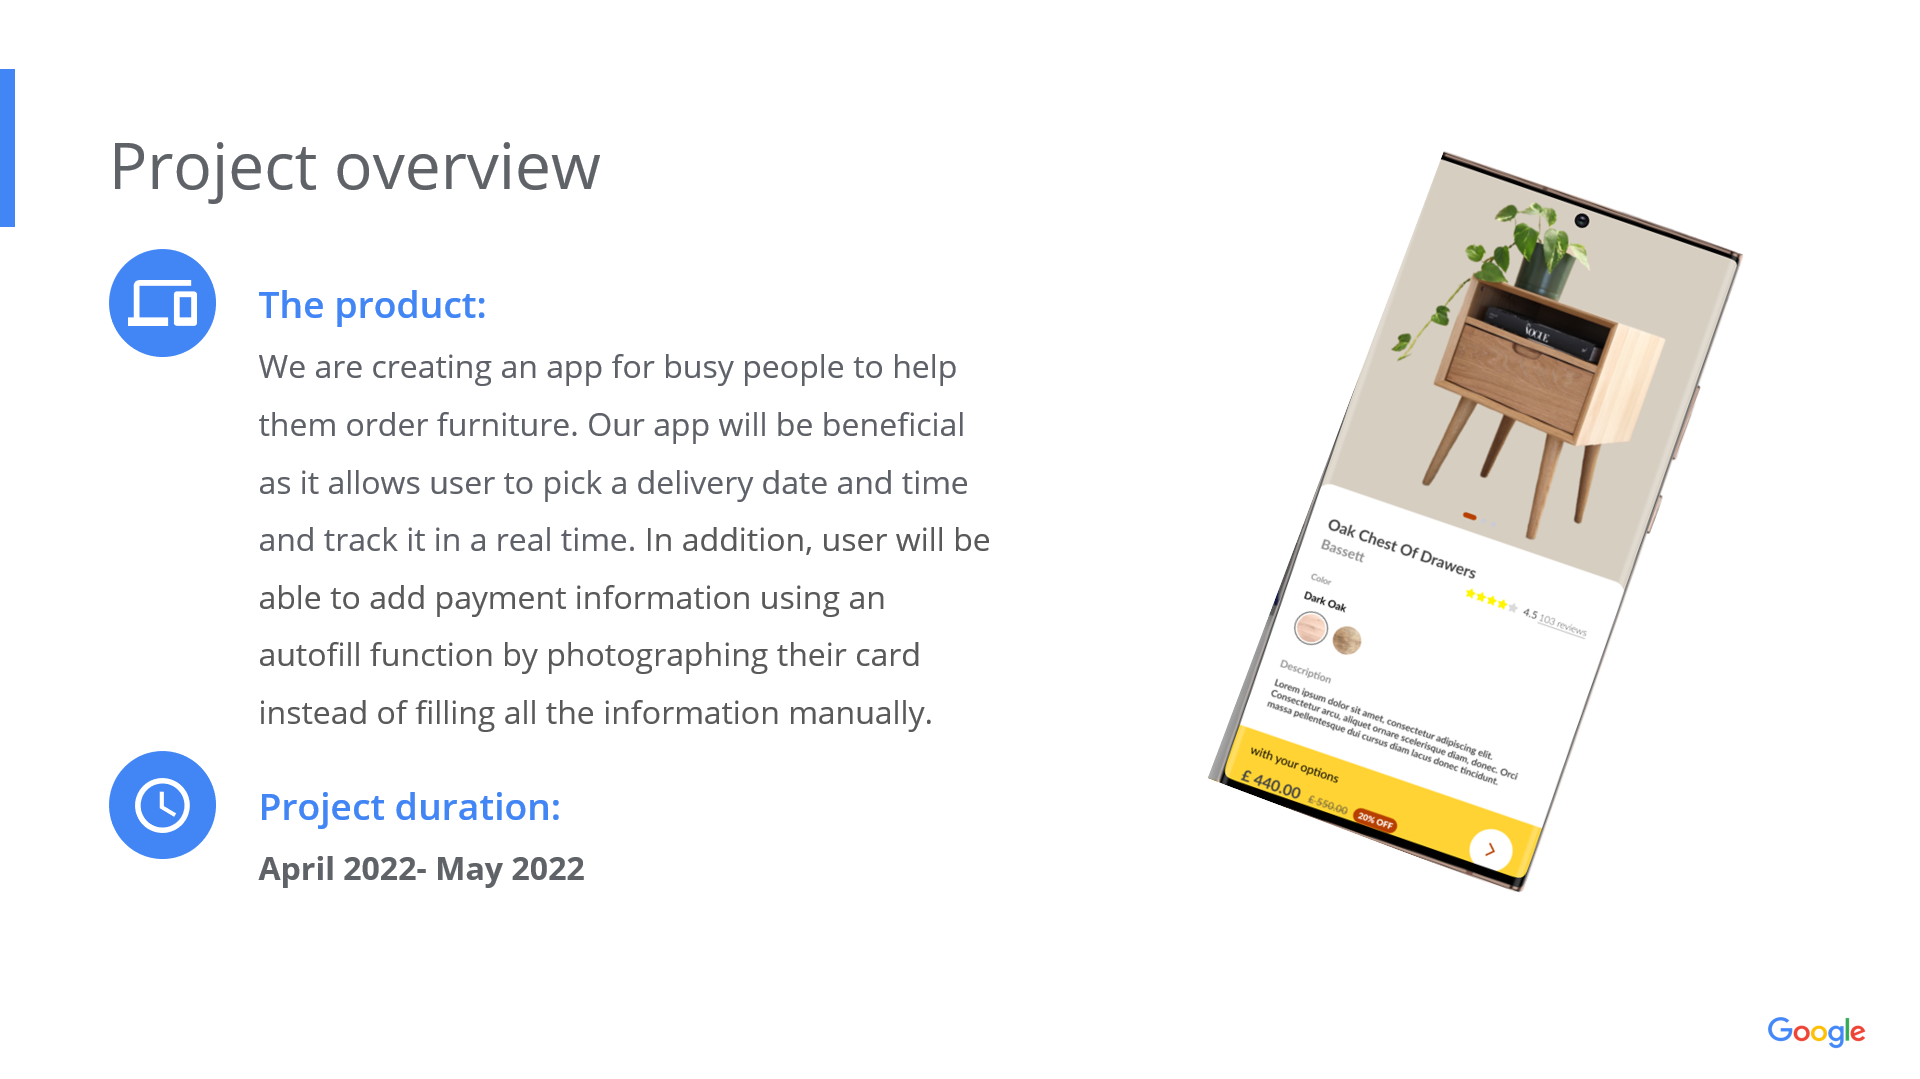 Project overview
The product:
We are creating an app for busy people to help
them order furniture. Our app will be beneficial
as it allows user to pick a delivery date and time
and track it in a real time. In addition, user will be
able to add payment information using an
autofill function by photographing their card
instead of filling all the information manually.
Project duration:
April 2022- May 2022
VOGUE
Oak Chest Of Drawers
Bassett
Color
Dark Oak
4.5 103 reviews
Description
Lorem ipsum dolor sit amet, consectetur adipiscing elit.
Consectetur arcu, aliquet ornare scelerisque diam, donec. Orci
massa pellentesque dui cursus diam lacus donec tincidunt.
with your options
£ 440.00 £ 550.00 20% OFF
Google